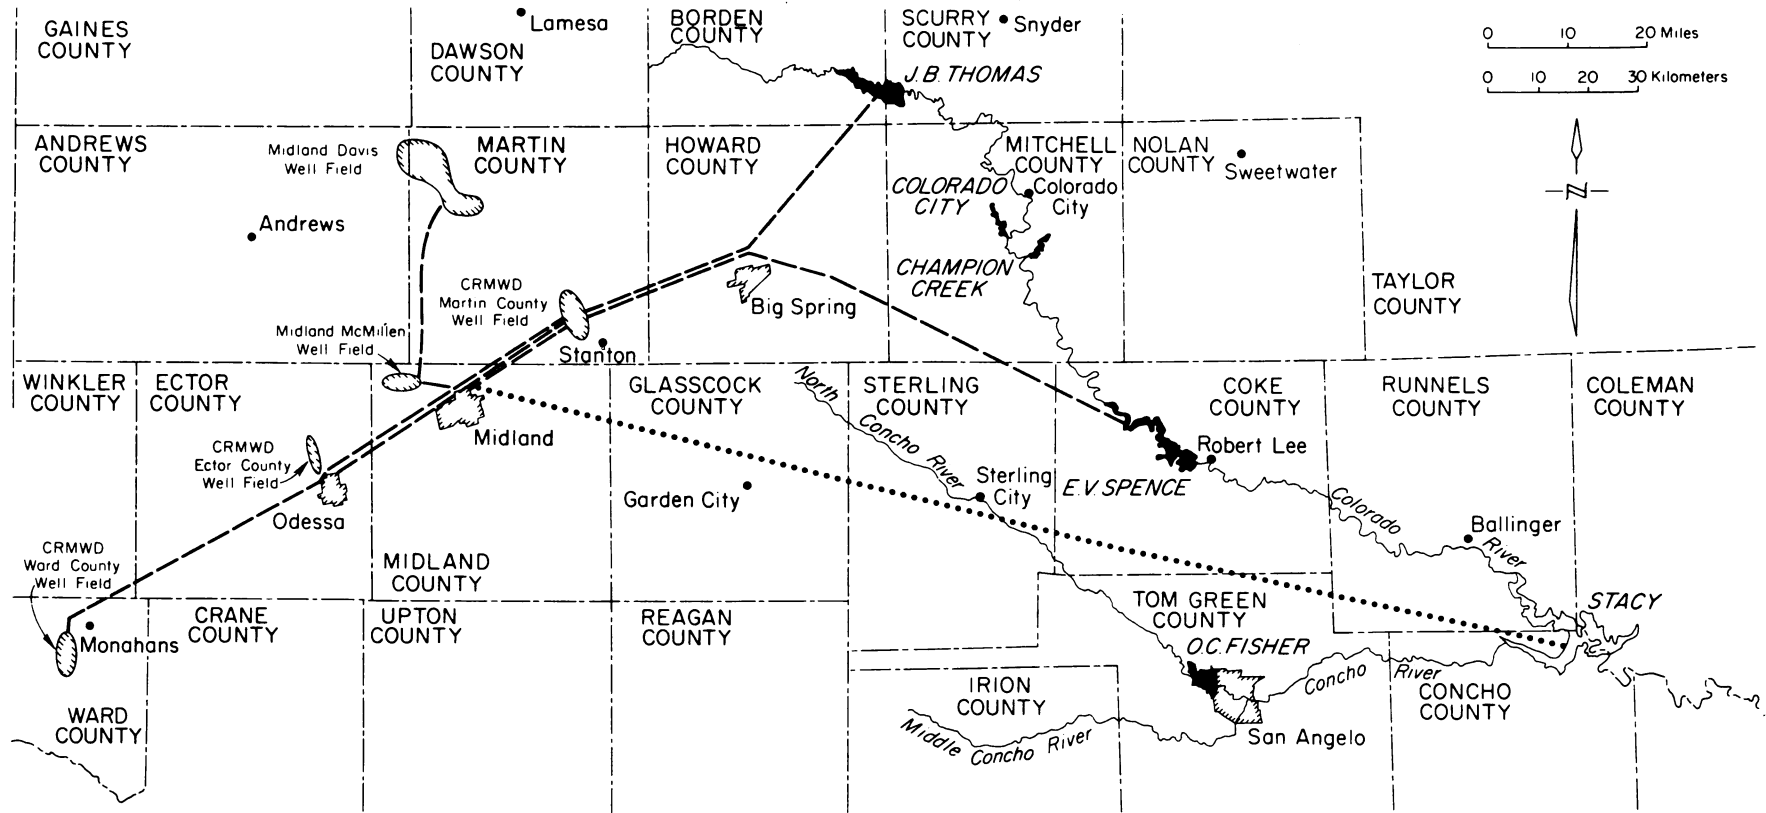 GAINES
COUNTY
Lamesa
DAWSON
COUNTY
BORDEN
COUNTY
SCURRY
COUNTY
Snyder
J.B. THOMAS
0 10 20 Miles
0 10 20 30 Kilometers
N
ANDREWS
COUNTY
Midland Davis
Well Field
MARTIN
COUNTY
HOWARD
COUNTY
MITCHELL
COUNTY
NOLAN
COUNTY
Sweetwater
COLORADO
CITY
Colorado
City
Andrews
CHAMPION
CREEK
TAYLOR
COUNTY
CRMWD
Martin County
Well Field
Big Spring
Midland McMillen
Well Field
Stanton
WINKLER
COUNTY
ECTOR
COUNTY
GLASSCOCK
COUNTY
North
Concho
River
STERLING
COUNTY
COKE
COUNTY
RUNNELS
COUNTY
COLEMAN
COUNTY
Midland
CRMWD
Ector County
Well Field
Robert Lee
Sterling
City
E.V. SPENCE
Garden City
Colorado
River
Odessa
Ballinger
CRMWD
Ward County
Well Field
MIDLAND
COUNTY
Monahans
CRANE
COUNTY
UPTON
COUNTY
REAGAN
COUNTY
TOM GREEN
COUNTY
STACY
O.C. FISHER
Concho
River
IRION
COUNTY
CONCHO
COUNTY
WARD
COUNTY
Middle
Concho
River
San Angelo